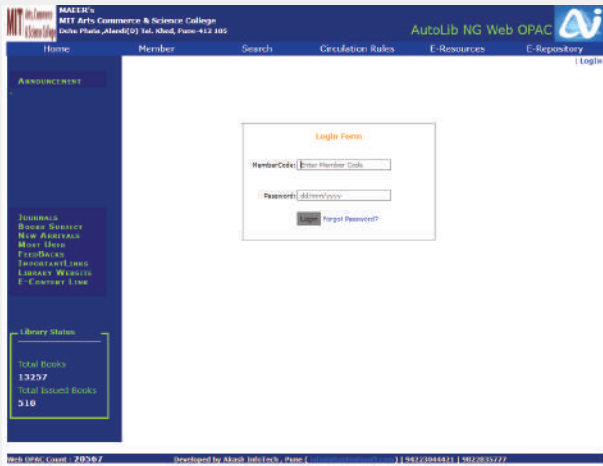 MIT
MAEER's
MIT Arts Commerce & Science College
Dehu Phata ,Alandi(D) Tal. Khed, Pune-412 105
AutoLib NG Web OPAC
Home Member Search Circulation Rules E-Resources E-Repository
| Login
ANNOUNCEMENT
Login Form
MemberCode: Enter Member Code
Password: dd/mm/yyyy
Login Forgot Password?
JOURNALS
BOOKS SUBJECT
NEW ARRIVALS
MOST USED
FEEDBACKS
IMPORTANTLINKS
LIBRARY WEBSITE
E-CONTENT LINK
Library Status
Total Books
13257
Total Issued Books
510
Web OPAC Count : 20567 Developed by Akash InfoTech , Pune ( ) | 94223044421 | 9822835777